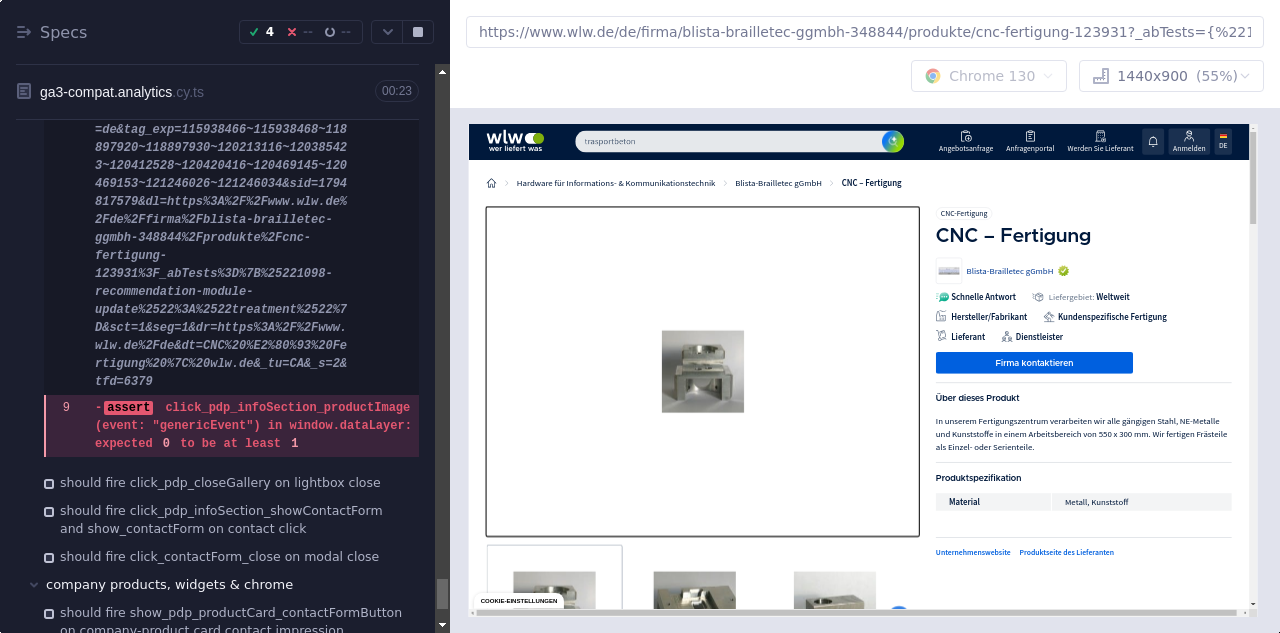 Specs
4
--
--
https://www.wlw.de/de/firma/blista-brailletec-ggmbh-348844/produkte/cnc-fertigung-123931?_abTests={%221
Chrome 130
1440x900 (55%)
ga3-compat.analytics.cy.ts
00:23
=de&tag_exp=115938466~115938468~118
897920~118897930~120213116~12038542
3~120412528~120420416~120469145~120
469153~121246026~121246034&sid=1794
817579&dl=https%3A%2F%2Fwww.wlw.de%
2Fde%2Ffirma%2Fblista-brailletec-
ggmbh-348844%2Fprodukte%2Fcnc-
fertigung-
123931%3F_abTests%3D%7B%25221098-
recommendation-module-
update%2522%3A%2522treatment%2522%7
D&sct=1&seg=1&dr=https%3A%2F%2Fwww.
wlw.de%2Fde&dt=CNC%20%E2%80%93%20Fe
rtigung%20%7C%20wlw.de&_tu=CA&_s=2&
tfd=6379
9 -assert click_pdp_infoSection_productImage
(event: "genericEvent") in window.dataLayer:
expected 0 to be at least 1
should fire click_pdp_closeGallery on lightbox close
should fire click_pdp_infoSection_showContactForm
and show_contactForm on contact click
should fire click_contactForm_close on modal close
company products, widgets & chrome
should fire show_pdp_productCard_contactFormButton
on company-product card contact impression
wlw
wer liefert was
trasportbeton
Angebotsanfrage
Anfragenportal
Werden Sie Lieferant
Anmelden
DE
Hardware für Informations- & Kommunikationstechnik
Blista-Brailletec gGmbH
CNC – Fertigung
CNC-Fertigung
CNC – Fertigung
Blista-Brailletec gGmbH
Schnelle Antwort
Liefergebiet: Weltweit
Hersteller/Fabrikant
Kundenspezifische Fertigung
Lieferant
Dienstleister
Firma kontaktieren
Über dieses Produkt
In unserem Fertigungszentrum verarbeiten wir alle gängigen Stahl, NE-Metalle
und Kunststoffe in einem Arbeitsbereich von 550 x 300 mm. Wir fertigen Frästeile
als Einzel- oder Serienteile.
Produktspezifikation
Material
Metall, Kunststoff
Unternehmenswebsite
Produktseite des Lieferanten
COOKIE-EINSTELLUNGEN